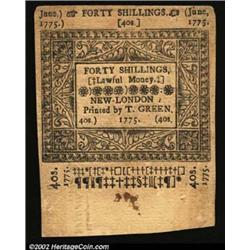 June,) FORTY SHILLINGS. (June,
1775.) [40s.] (1775.
FORTY SHILLINGS,
[‡Lawful Money.‡]
NEW-LONDON:
Printed by T. GREEN,
40s.) 1775. (40s.
40s. 1775.
40s. 1775.
©2002 HeritageCoin.com